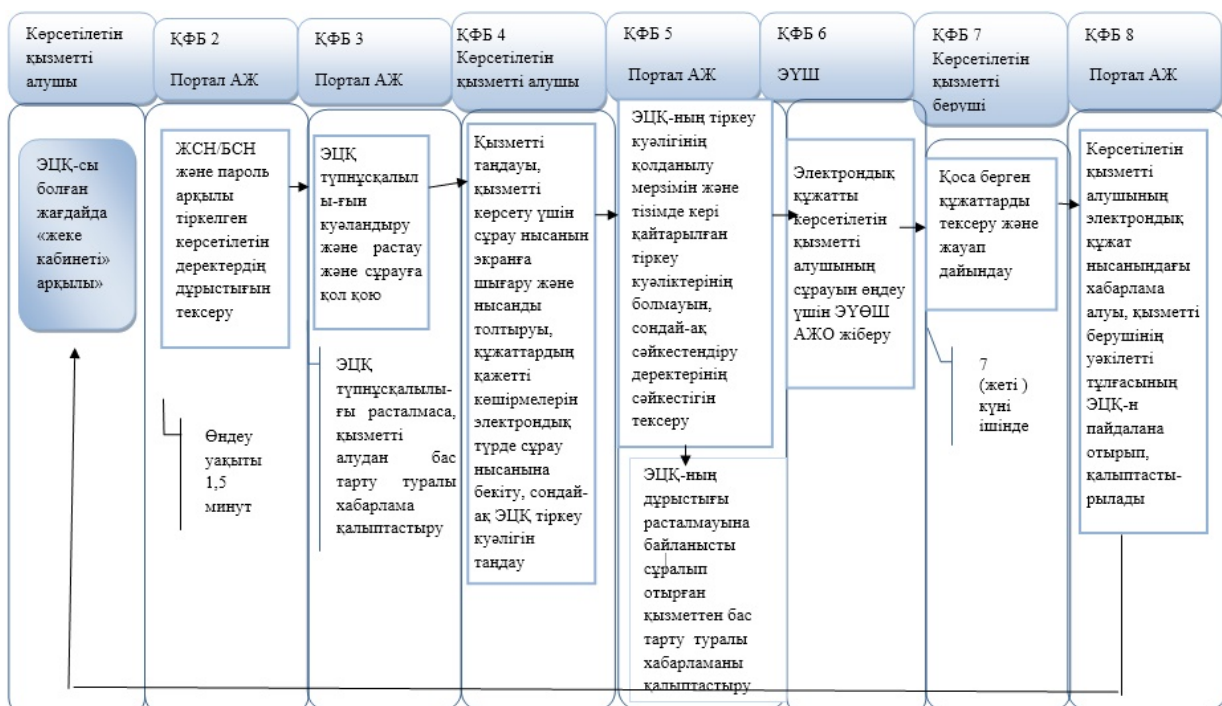 Көрсетілетін
қызметті
алушы
ҚФБ 2
Портал АЖ
ҚФБ 3
Портал АЖ
ҚФБ 4
Көрсетілетін
қызметті алушы
ҚФБ 5
Портал АЖ
ҚФБ 6
ЭҮШ
ҚФБ 7
Көрсетілетін
қызметті
беруші
ҚФБ 8
Портал АЖ
ЭЦҚ-сы
болған
жағдайда
«жеке
кабинеті»
арқылы»
ЖСН/БСН
және пароль
арқылы
тіркелген
көрсетілетін
деректердің
дұрыстығын
тексеру
Өңдеу
уақыты
1,5
минут
ЭЦҚ
түпнұсқалыл
ы-ғын
куәландыру
және растау
және сұрауға
қол қою
ЭЦҚ
түпнұсқалылы-
ғы расталмаса,
қызметті
алудан бас
тарту туралы
хабарлама
қалыптастыру
Қызметті
таңдауы,
қызметті
көрсету үшін
сұрау нысанын
экранға
шығару және
нысанды
толтыруы,
құжаттардың
қажетті
көшірмелерін
электрондық
түрде сұрау
нысанына
бекіту, сондай-
ақ ЭЦҚ тіркеу
куәлігін
таңдау
ЭЦҚ-ның тіркеу
куәлігінің
қолданылу
мерзімін және
тізімде кері
қайтарылған
тіркеу
куәліктерінің
болмауын,
сондай-ақ
сәйкестендіру
деректерінің
сәйкестігін
тексеру
ЭЦҚ-ның
дұрыстығы
расталмауына
байланысты
сұралып
отырған
қызметтен бас
тарту туралы
хабарламаны
қалыптастыру
Электрондық
құжатты
көрсетілетін
қызметті
алушының
сұрауын өңдеу
үшін ЭҮӨШ
АЖО жіберу
Қоса берген
құжаттарды
тексеру және
жауап
дайындау
7
(жеті )
күні
ішінде
Көрсетілетін
қызметті
алушының
электрондық
құжат
нысанындағы
хабарлама
алуы, қызметті
берушінің
уәкілетті
тұлғасының
ЭЦҚ-н
пайдалана
отырып,
қалыптасты-
рылады